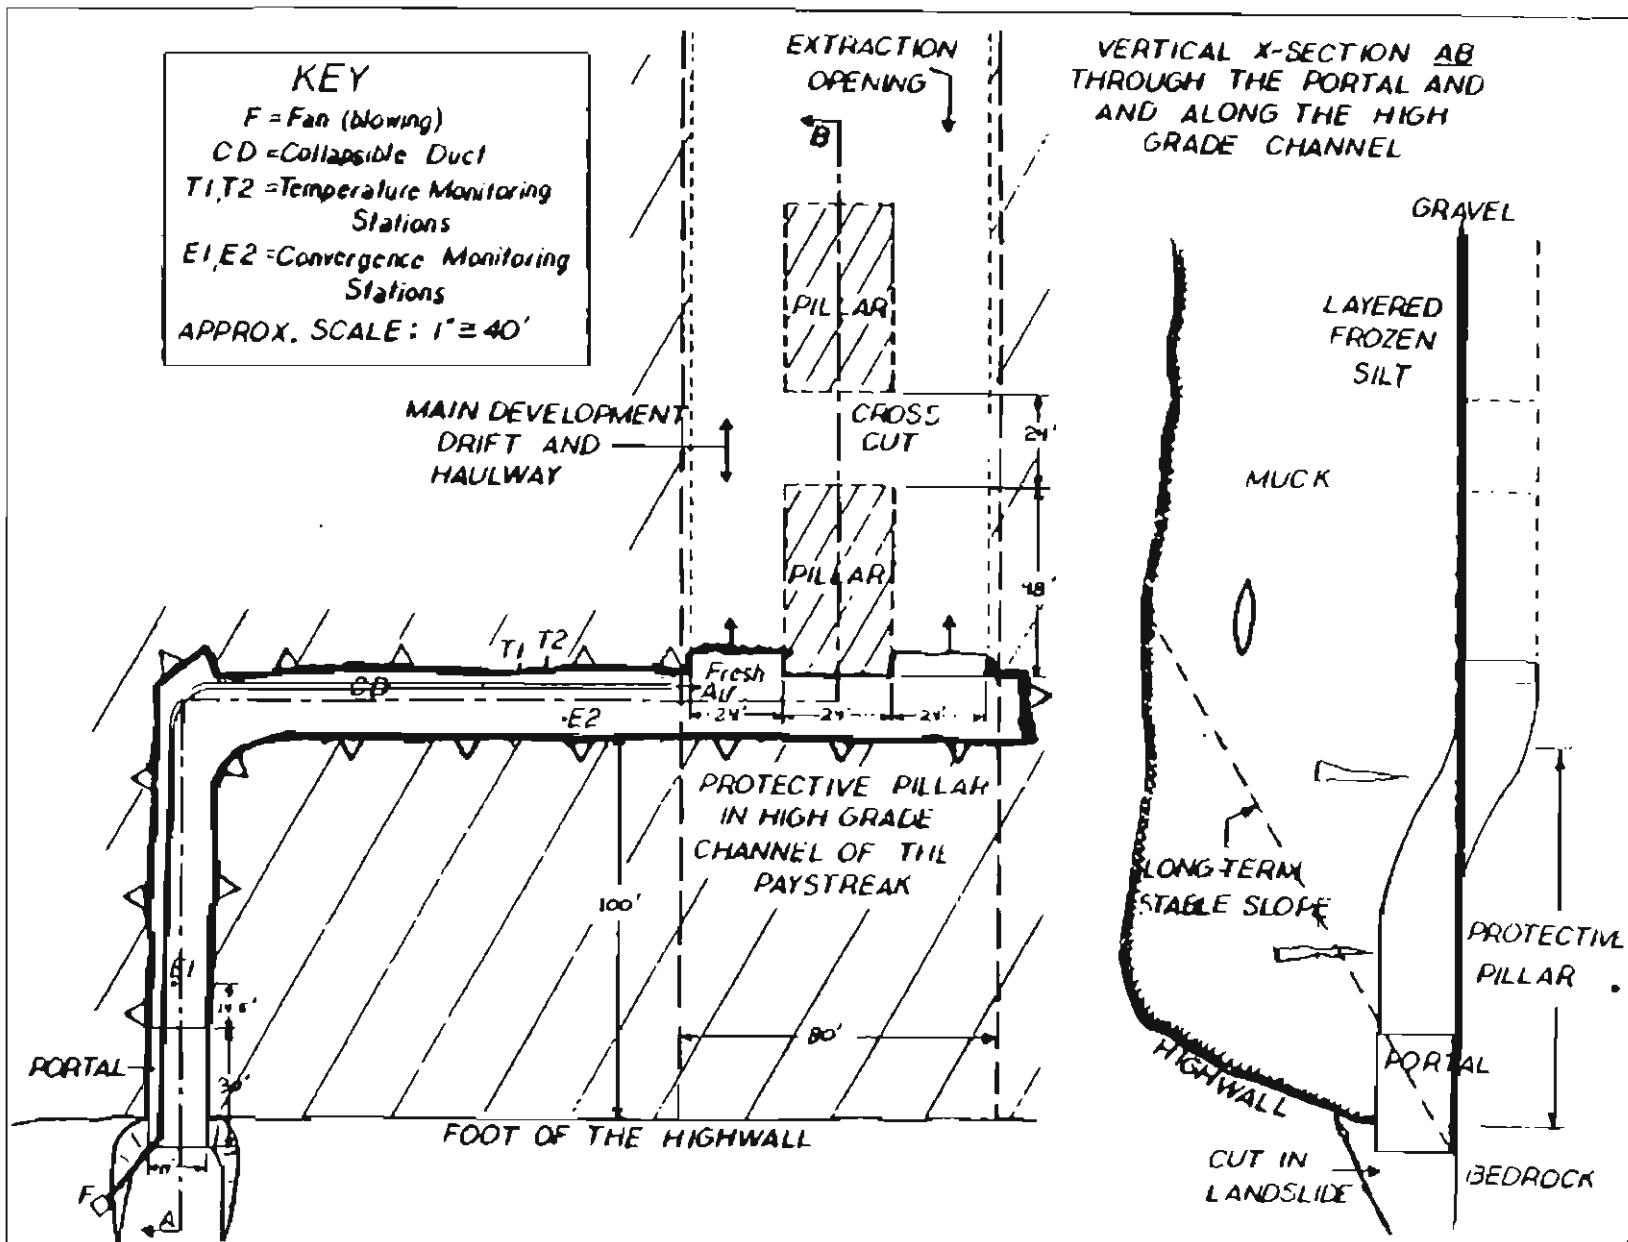 KEY
F = Fan (blowing)
CD = Collapsible Duct
T1,T2 = Temperature Monitoring
Stations
E1,E2 = Convergence Monitoring
Stations
APPROX. SCALE: 1" ≅ 40'
EXTRACTION
OPENING
B
PILLAR
MAIN DEVELOPMENT
DRIFT AND
HAULWAY
CROSS
CUT
24'
PILLAR
48'
T1 T2
CD
Fresh
Air
E2
24' 24' 24'
PROTECTIVE PILLAR
IN HIGH GRADE
CHANNEL OF THE
PAYSTREAK
100'
E1
80'
PORTAL
30'
FOOT OF THE HIGHWALL
F
A
VERTICAL X-SECTION AB
THROUGH THE PORTAL AND
AND ALONG THE HIGH
GRADE CHANNEL
GRAVEL
LAYERED
FROZEN
SILT
MUCK
LONG-TERM
STABLE SLOPE
PROTECTIVE
PILLAR
HIGHWALL
PORTAL
CUT IN
LANDSLIDE
BEDROCK